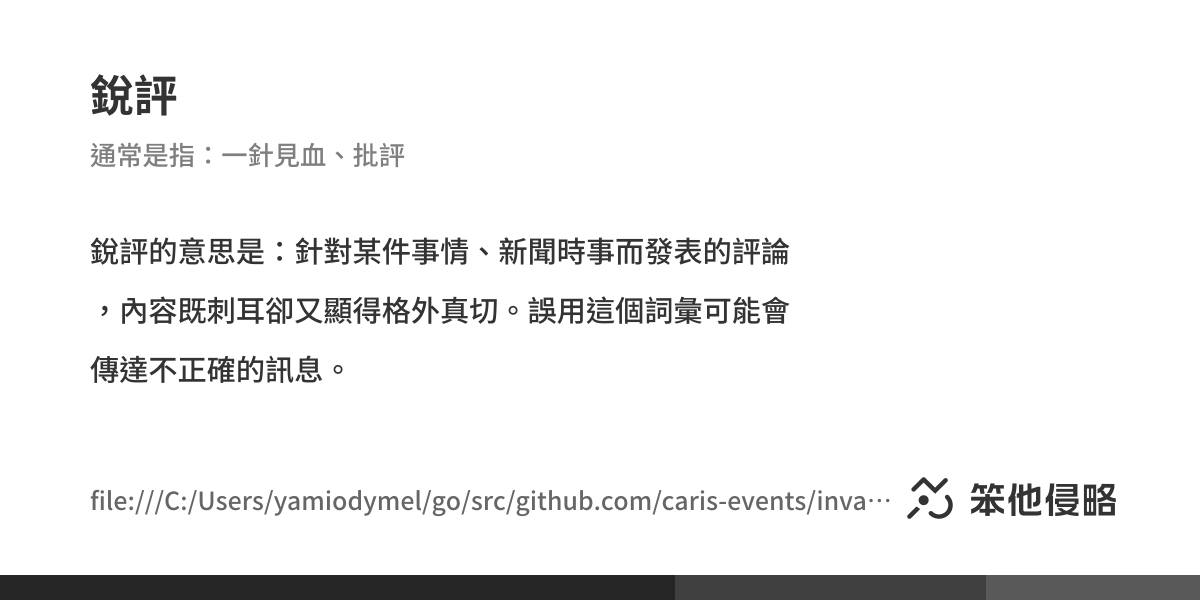 銳評
通常是指：一針見血、批評
銳評的意思是：針對某件事情、新聞時事而發表的評論
，內容既刺耳卻又顯得格外真切。誤用這個詞彙可能會
傳達不正確的訊息。
file:///C:/Users/yamiodymel/go/src/github.com/caris-events/inva… 笨他侵略